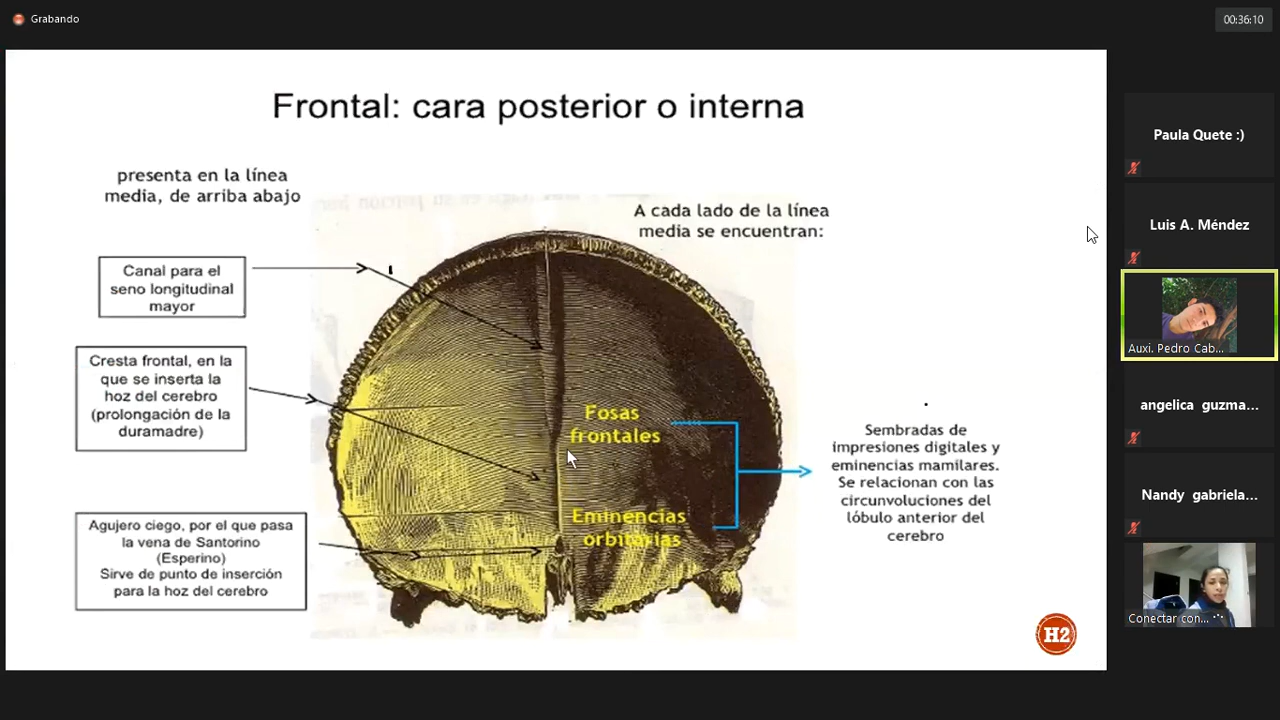 Grabando
00:36:10
Frontal: cara posterior o interna
presenta en la línea
media, de arriba abajo
A cada lado de la línea
media se encuentran:
Canal para el
seno longitudinal
mayor
Cresta frontal, en la
que se inserta la
hoz del cerebro
(prolongación de la
duramadre)
Agujero ciego, por el que pasa
la vena de Santorino
(Esperino)
Sirve de punto de inserción
para la hoz del cerebro
Fosas
frontales
Eminencias
orbitarias
Sembradas de
impresiones digitales y
eminencias mamilares.
Se relacionan con las
circunvoluciones del
lóbulo anterior del
cerebro
H2
Paula Quete :)
Luis A. Méndez
Auxi. Pedro Cab...
angelica guzma...
Nandy gabriela...
Conectar con...